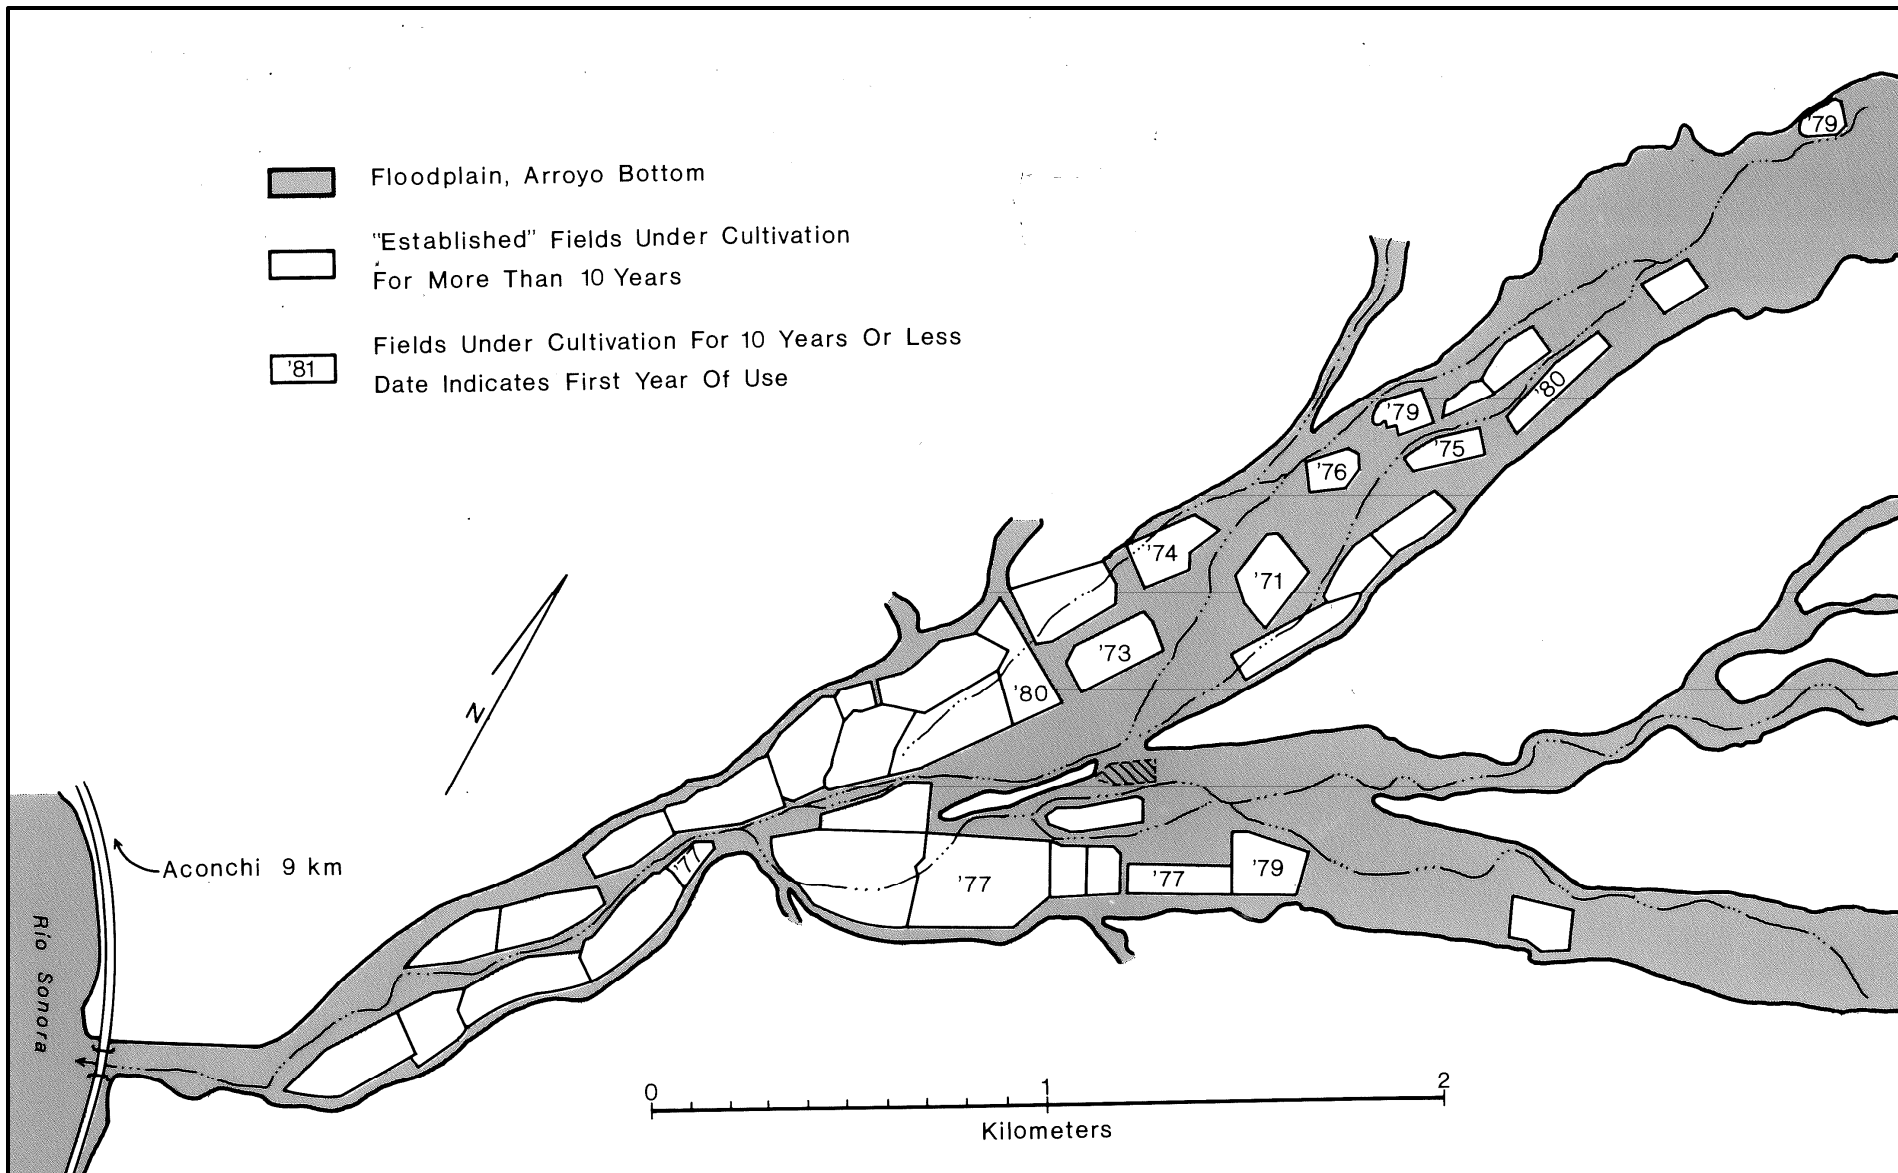 Floodplain, Arroyo Bottom
"Established" Fields Under Cultivation
For More Than 10 Years
'81
Fields Under Cultivation For 10 Years Or Less
Date Indicates First Year Of Use
'79
'80
'79
'75
'76
'74
'71
'73
'80
N
'77
'77
'77
'79
Aconchi 9 km
Rio Sonora
0 1 2
Kilometers